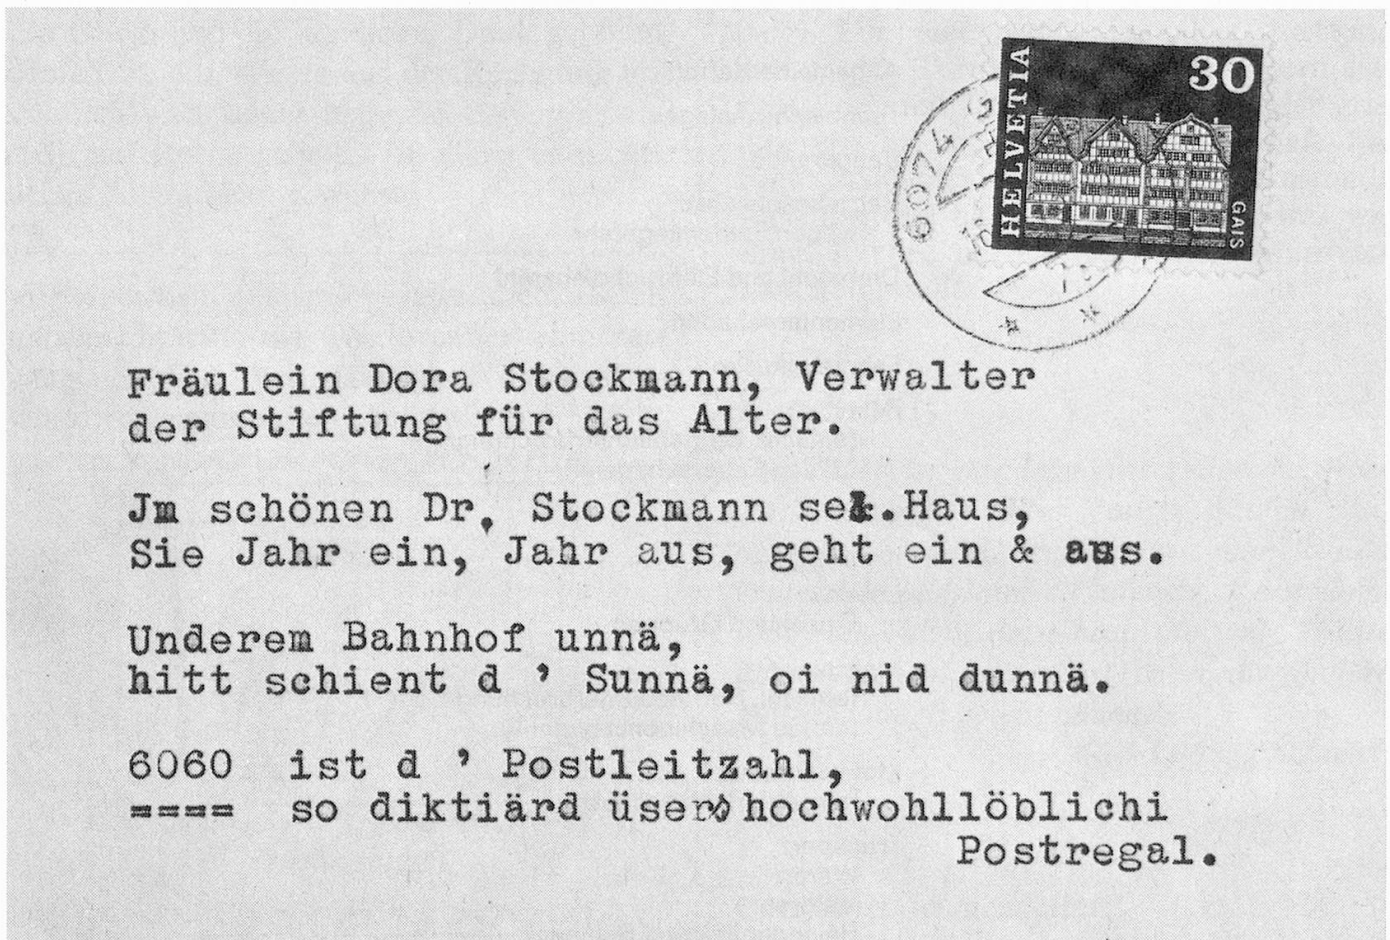 HELVETIA
30
GAIS
6074
Fräulein Dora Stockmann, Verwalter
der Stiftung für das Alter.
Jm schönen Dr. Stockmann sel.Haus,
Sie Jahr ein, Jahr aus, geht ein & aus.
Underem Bahnhof unnä,
hitt schient d ' Sunnä, oi nid dunnä.
6060 ist d ' Postleitzahl,
==== so diktiärd üser hochwohllöblichi
Postregal.